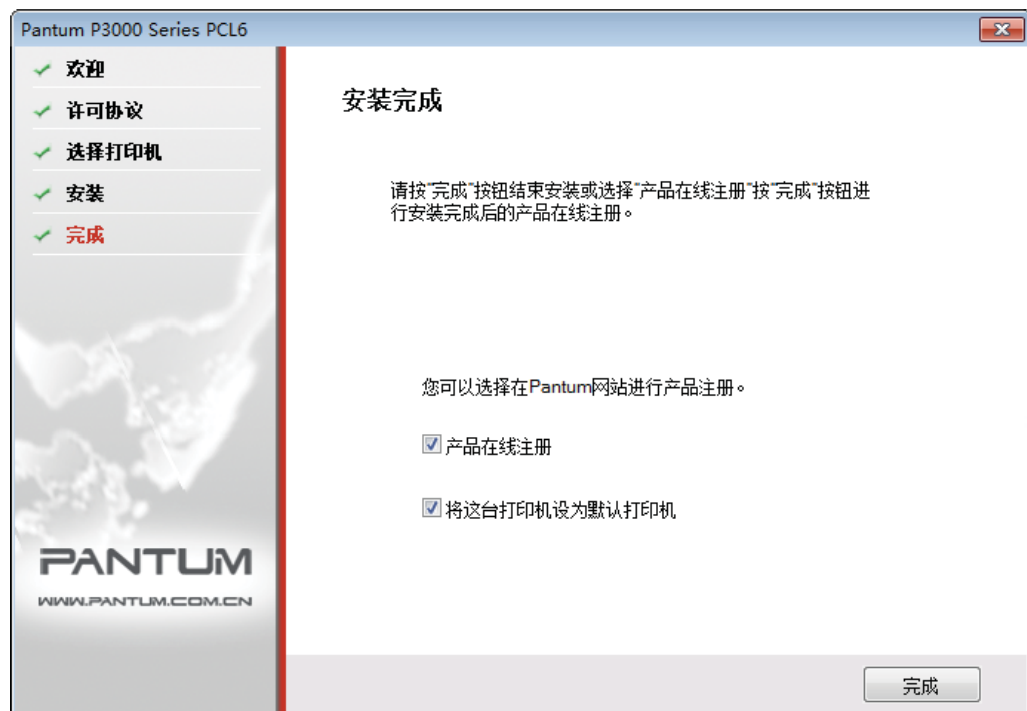 Pantum P3000 Series PCL6
欢迎
许可协议
选择打印机
安装
完成
安装完成
请按"完成"按钮结束安装或选择"产品在线注册"按"完成"按钮进
行安装完成后的产品在线注册。
您可以选择在Pantum网站进行产品注册。
产品在线注册
将这台打印机设为默认打印机
PANTUM
WWW.PANTUM.COM.CN
完成